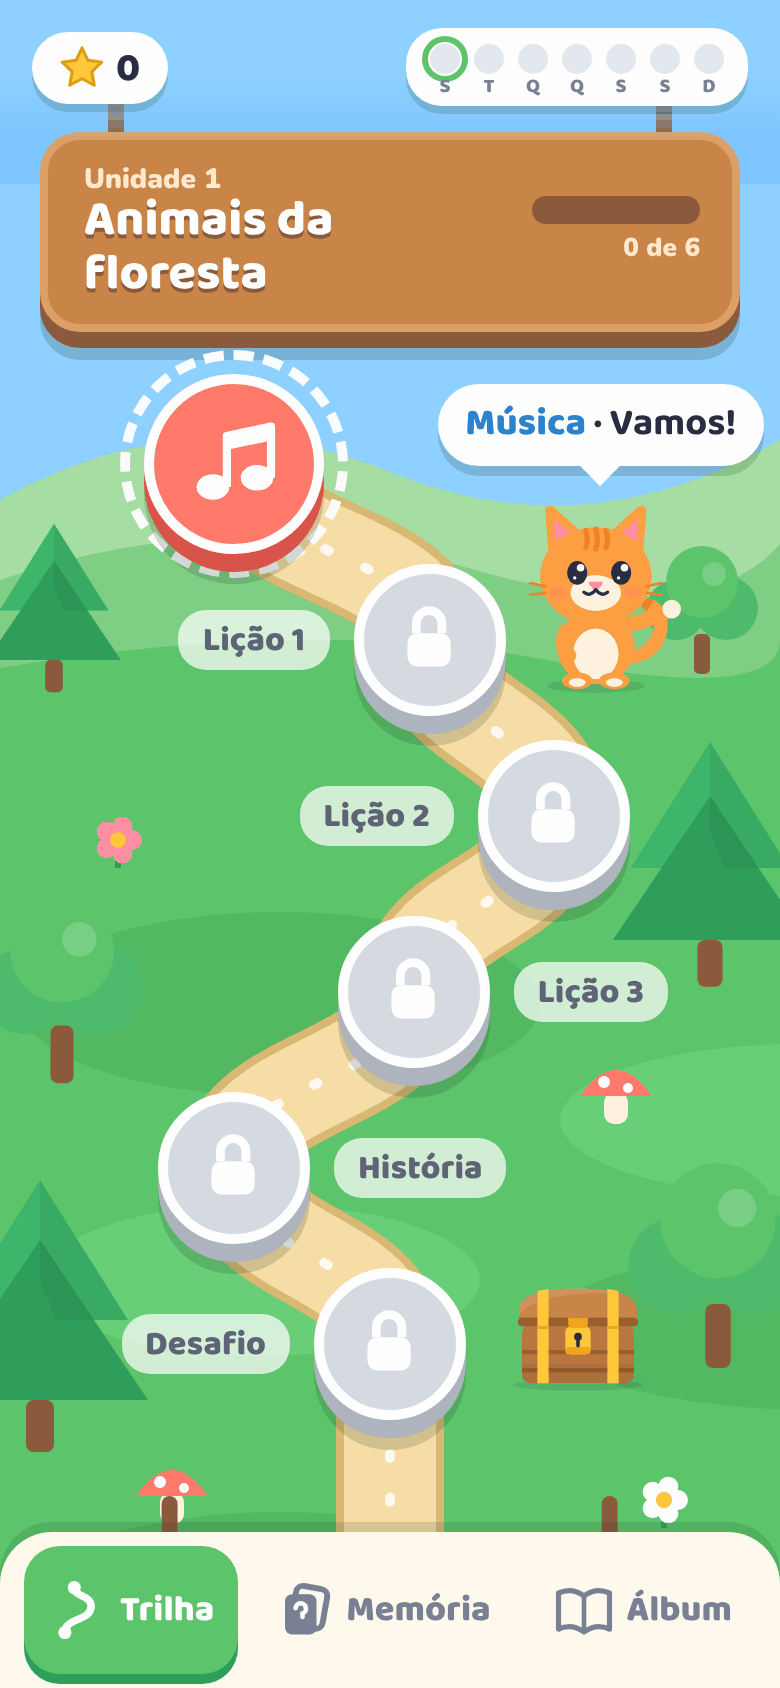 0
S T Q Q S S D
Unidade 1
Animais da
floresta
0 de 6
Música · Vamos!
Lição 1
Lição 2
Lição 3
História
Desafio
?
Trilha
Memória
Álbum